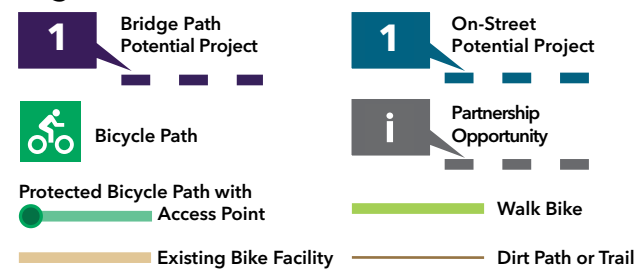 1
Bridge Path
Potential Project
1
On-Street
Potential Project
Bicycle Path
i
Partnership
Opportunity
Protected Bicycle Path with
Access Point
Walk Bike
Existing Bike Facility
Dirt Path or Trail